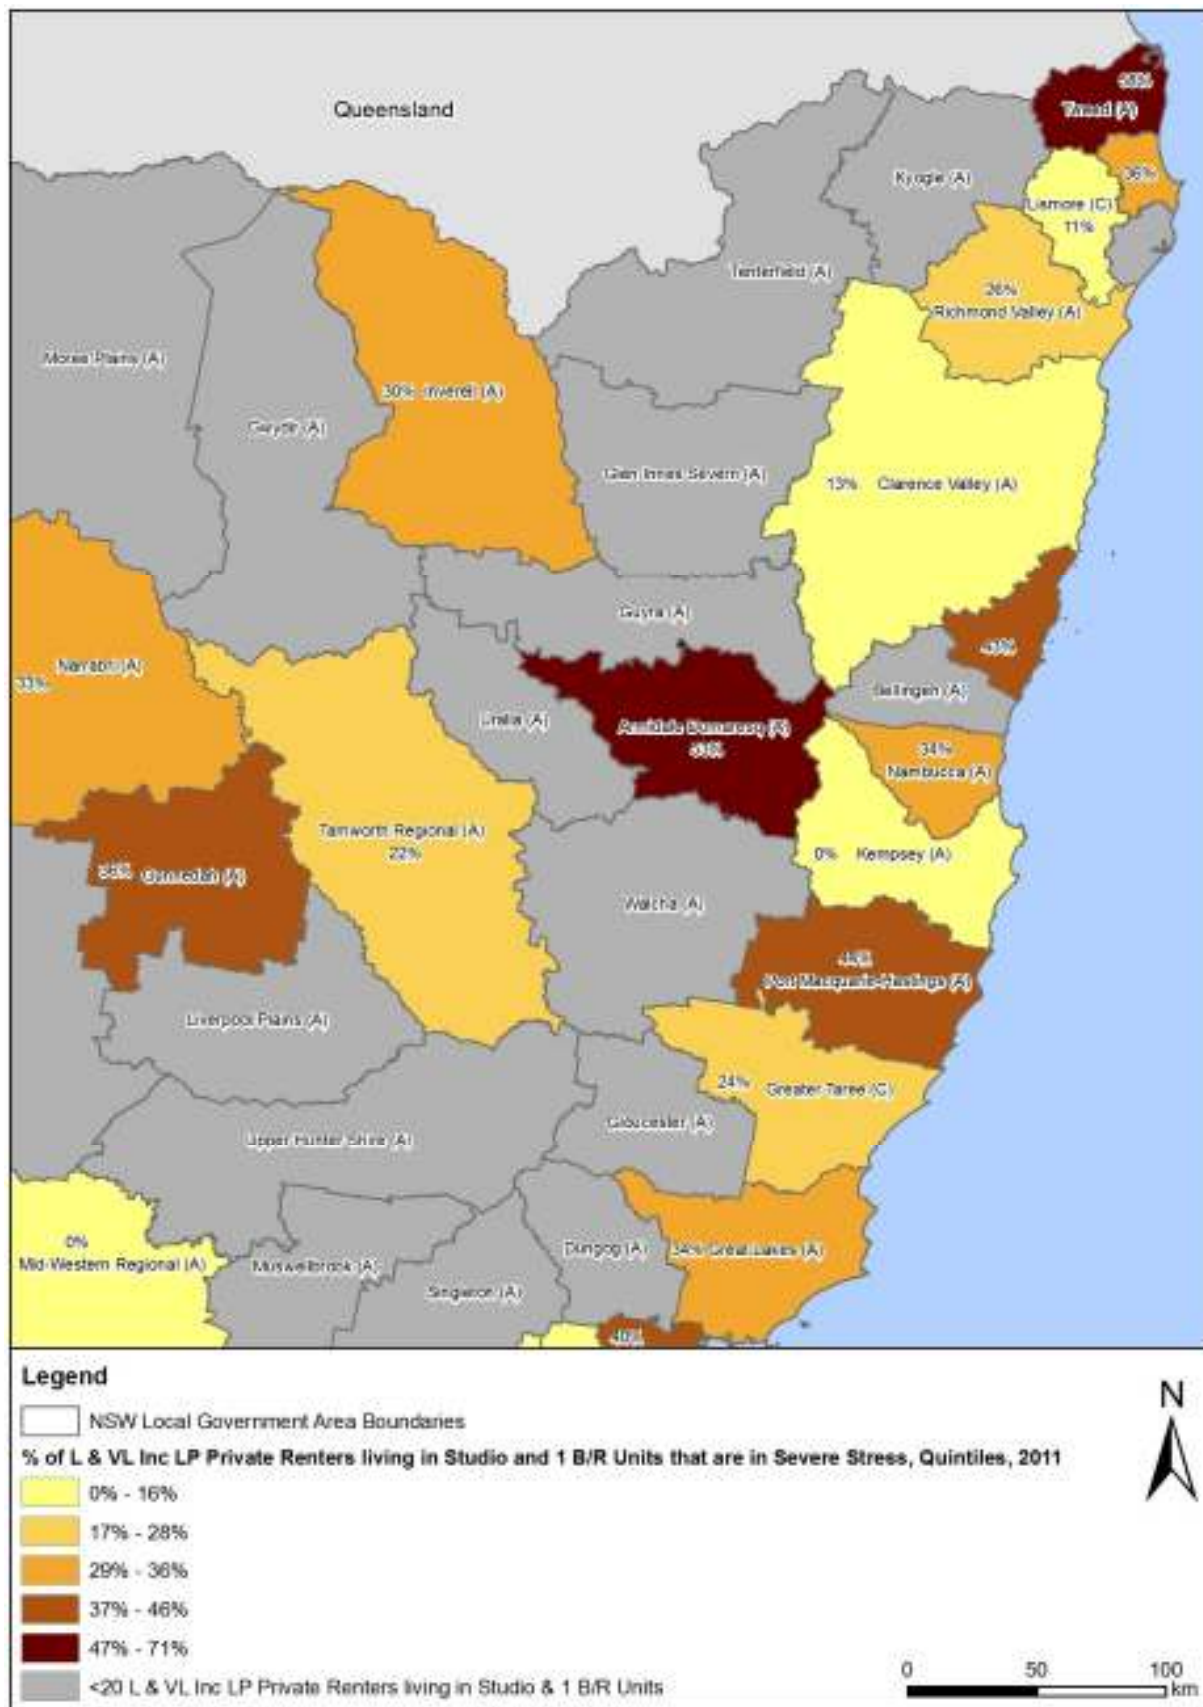 Queensland
Tweed (A)
Kyogle (A)
36%
Lismore (C)
11%
Tenterfield (A)
26%
Richmond Valley (A)
Moree Plains (A)
30% Inverell (A)
Gwydir (A)
Glen Innes Severn (A)
13% Clarence Valley (A)
Guyra (A)
Narrabri (A)
33%
Bellingen (A)
Uralla (A)
Armidale Dumaresq (A)
34%
Nambucca (A)
Tamworth Regional (A)
22%
0% Kempsey (A)
Gunnedah (A)
Walcha (A)
Port Macquarie-Hastings (A)
Liverpool Plains (A)
24% Greater Taree (C)
Gloucester (A)
Upper Hunter Shire (A)
0%
Mid-Western Regional (A)
Dungog (A)
34% Great Lakes (A)
Muswellbrook (A)
Singleton (A)
40%
Legend
N
NSW Local Government Area Boundaries
% of L & VL Inc LP Private Renters living in Studio and 1 B/R Units that are in Severe Stress, Quintiles, 2011
0% - 16%
17% - 28%
29% - 36%
37% - 46%
47% - 71%
<20 L & VL Inc LP Private Renters living in Studio & 1 B/R Units
0 50 100
km